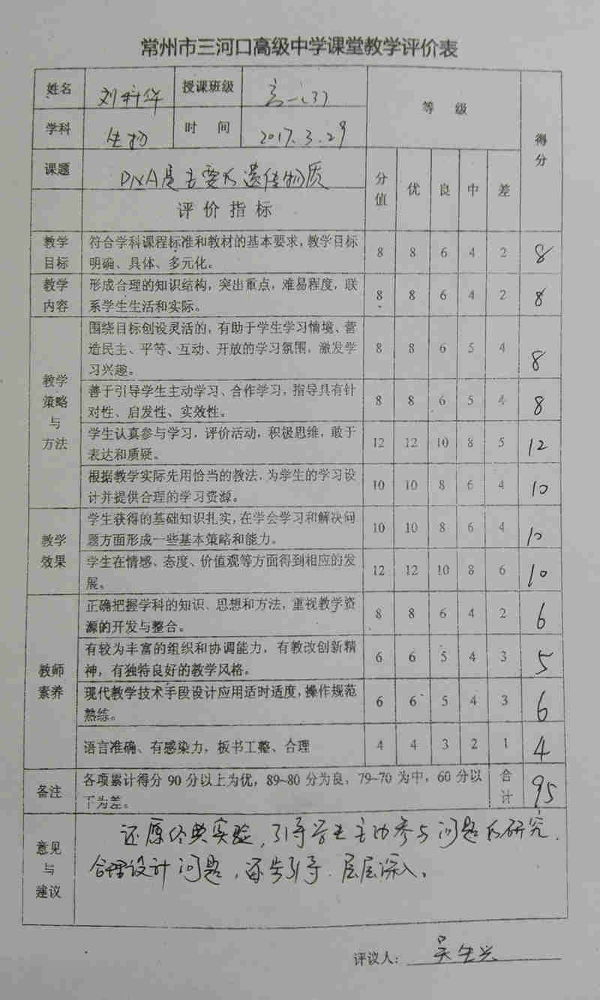 常州市三河口高级中学课堂教学评价表
姓名 授课班级 高一(3) 等 级 得分
学科 生物 时 间 2017.3.29
课题 DNA是主要的遗传物质
评 价 指 标 分值 优 良 中 差
教学目标 符合学科课程标准和教材的基本要求,教学目标 8 8 6 4 2 8
明确、具体、多元化。
教学内容 形成合理的知识结构,突出重点,难易程度,联 8 8 6 4 2 8
系学生生活和实际。
教学策略与方法 围绕目标创设灵活的,有助于学生学习情境、营 8 8 6 5 4 8
造民主、平等、互动、开放的学习氛围,激发学
习兴趣。
善于引导学生主动学习、合作学习,指导具有针 8 8 6 5 4 8
对性、启发性、实效性。
学生认真参与学习,评价活动,积极思维,敢于 12 12 10 8 5 12
表达和质疑。
根据教学实际先用恰当的教法,为学生的学习设 10 10 8 6 4 10
计并提供合理的学习资源。
教学效果 学生获得的基础知识扎实,在学会学习和解决问 10 10 8 6 4 10
题方面形成一些基本策略和能力。
学生在情感、态度、价值观等方面得到相应的发 12 12 10 8 6 10
展。
教师素养 正确把握学科的知识、思想和方法,重视教学资 8 8 6 4 2 6
源的开发与整合。
有较为丰富的组织和协调能力,有教改创新精 6 6 5 4 3 5
神,有独特良好的教学风格。
现代教学技术手段设计应用适时适度,操作规范 6 6 5 4 3 6
熟练。
语言准确、有感染力,板书工整、合理 4 4 3 2 1 4
备注 各项累计得分 90 分以上为优,89~80 分为良,79~70 为中,60 分以 合计 95
下为差。
意见与建议 还原经典实验,引导学生主动参与问题的研究,
合理设计问题,逐步引导.层层深入。
评议人: 吴生兴